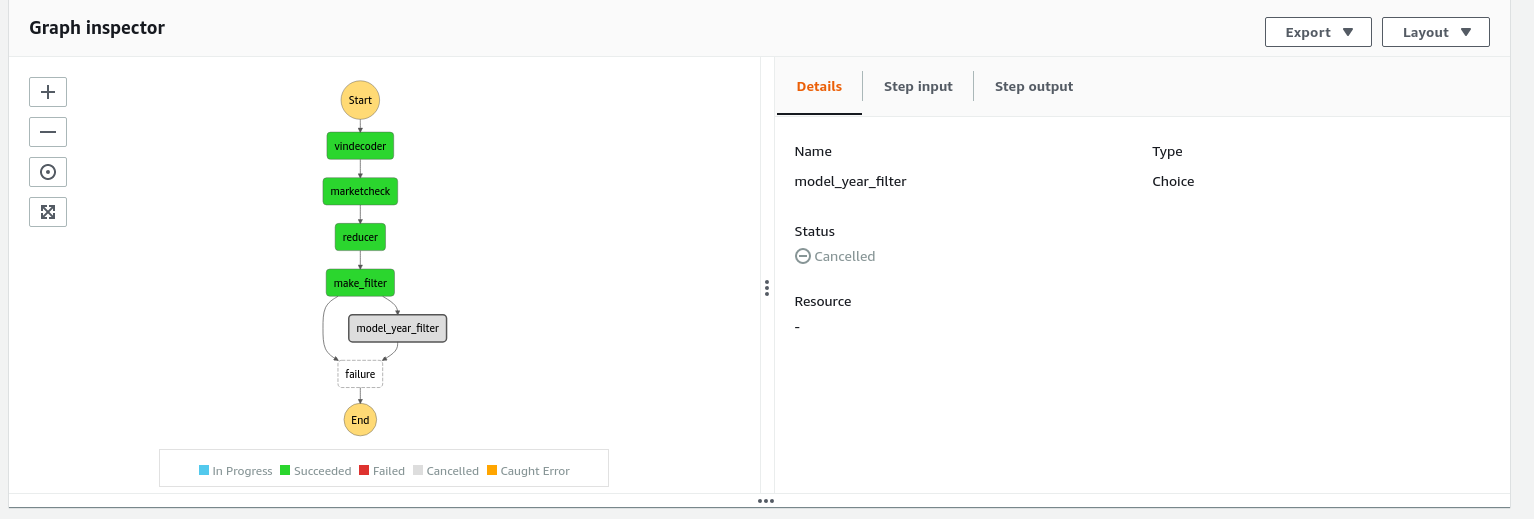 Graph inspector
Export
Layout
Start
vindecoder
marketcheck
reducer
make_filter
model_year_filter
failure
End
In Progress Succeeded Failed Cancelled Caught Error
Details Step input Step output
Name Type
model_year_filter Choice
Status
Cancelled
Resource
-